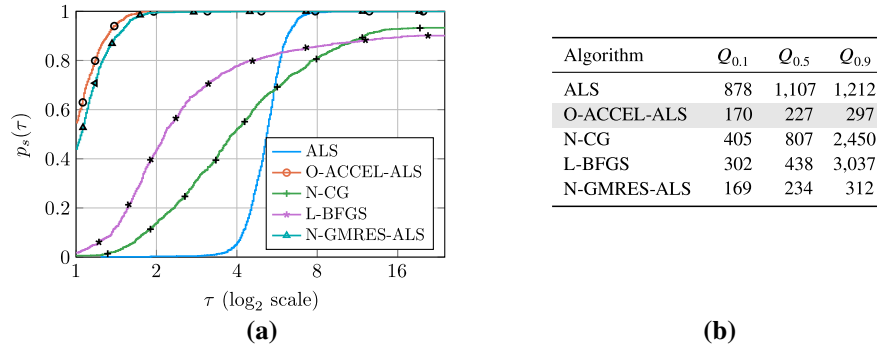 1
0.8
0.6
0.4
0.2
0
p_s(τ)
ALS
O-ACCEL-ALS
N-CG
L-BFGS
N-GMRES-ALS
1 2 4 8 16
τ (log_2 scale)
(a)
Algorithm Q_0.1 Q_0.5 Q_0.9
ALS 878 1,107 1,212
O-ACCEL-ALS 170 227 297
N-CG 405 807 2,450
L-BFGS 302 438 3,037
N-GMRES-ALS 169 234 312
(b)